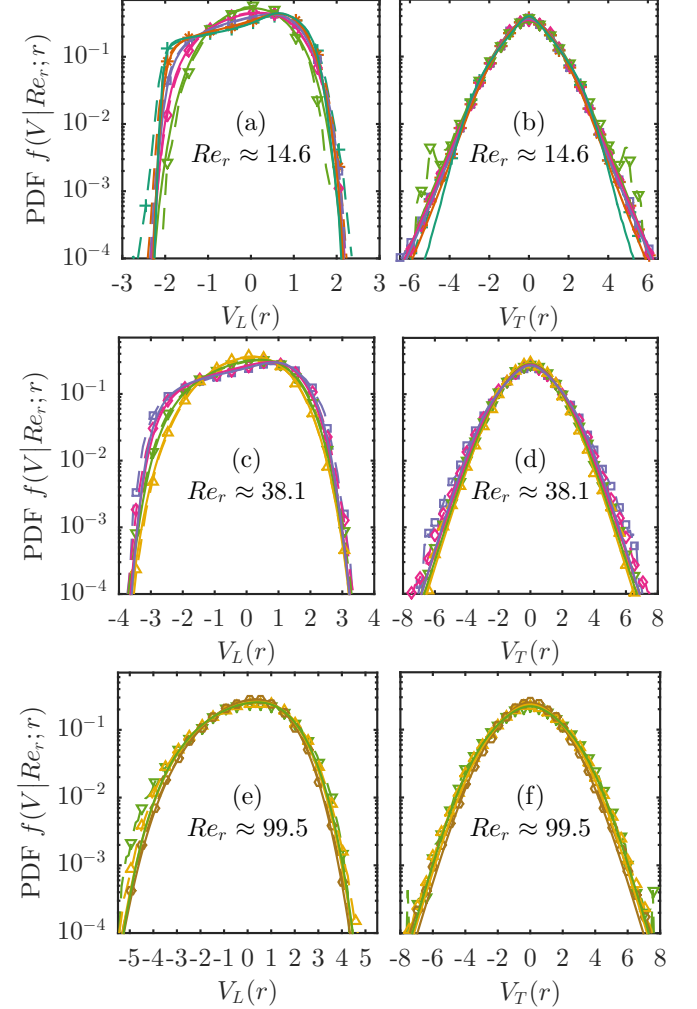 PDF f(V|Re_r; r)
10^{-1}
10^{-2}
10^{-3}
10^{-4}
(a)
Re_r ≈ 14.6
-3 -2 -1 0 1 2 3
V_L(r)
(b)
Re_r ≈ 14.6
-6 -4 -2 0 2 4 6
V_T(r)
PDF f(V|Re_r; r)
10^{-1}
10^{-2}
10^{-3}
10^{-4}
(c)
Re_r ≈ 38.1
-4 -3 -2 -1 0 1 2 3 4
V_L(r)
(d)
Re_r ≈ 38.1
-8 -6 -4 -2 0 2 4 6 8
V_T(r)
PDF f(V|Re_r; r)
10^{-1}
10^{-2}
10^{-3}
10^{-4}
(e)
Re_r ≈ 99.5
-5 -4 -3 -2 -1 0 1 2 3 4 5
V_L(r)
(f)
Re_r ≈ 99.5
-8 -6 -4 -2 0 2 4 6 8
V_T(r)